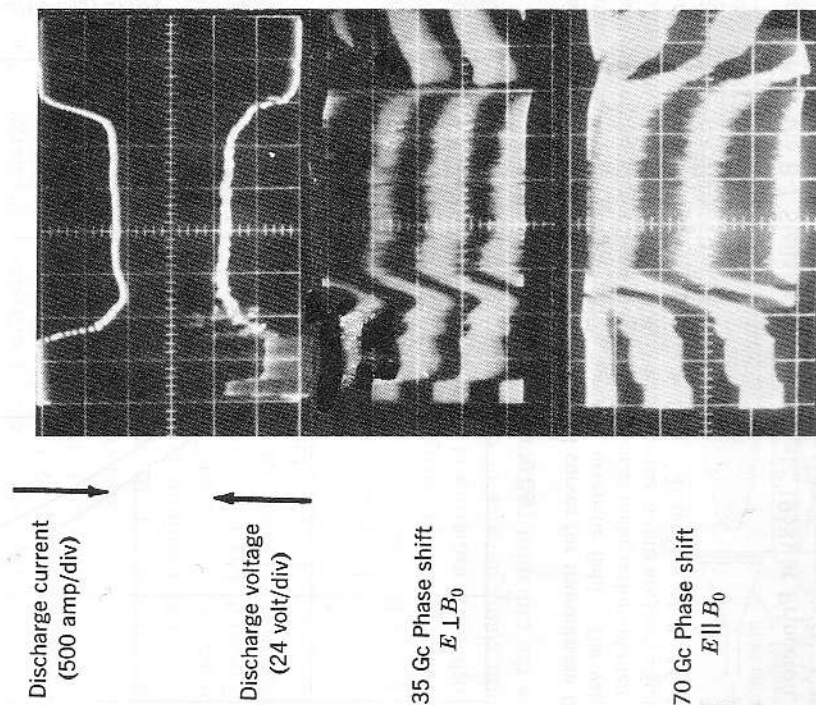 Discharge current
(500 amp/div)
Discharge voltage
(24 volt/div)
35 Gc Phase shift
E ⊥ B₀
70 Gc Phase shift
E || B₀